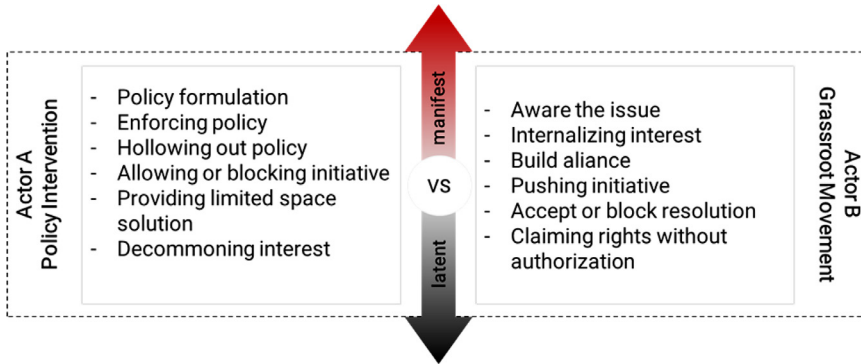 Actor A
Policy Intervention
- Policy formulation
- Enforcing policy
- Hollowing out policy
- Allowing or blocking initiative
- Providing limited space
solution
- Decommoning interest
manifest
VS
latent
- Aware the issue
- Internalizing interest
- Build aliance
- Pushing initiative
- Accept or block resolution
- Claiming rights without
authorization
Actor B
Grassroot Movement